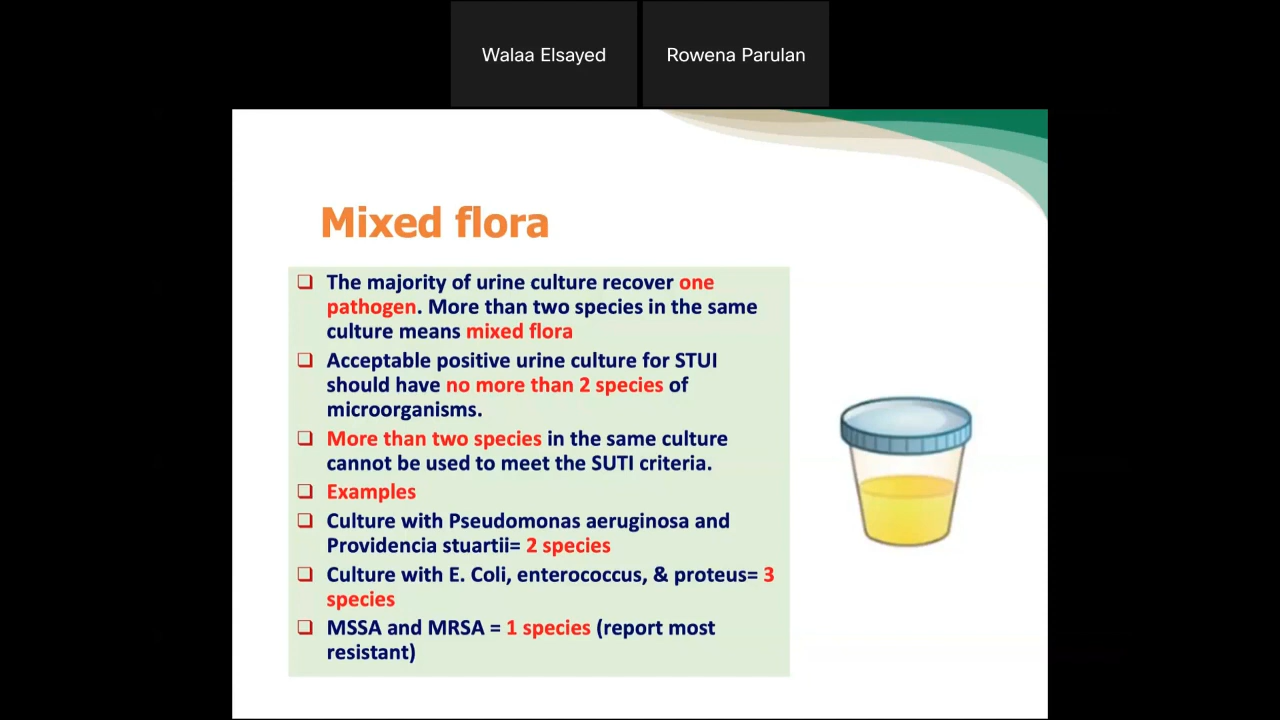 Walaa Elsayed
Rowena Parulan
Mixed flora
❑ The majority of urine culture recover one
pathogen. More than two species in the same
culture means mixed flora
❑ Acceptable positive urine culture for STUI
should have no more than 2 species of
microorganisms.
❑ More than two species in the same culture
cannot be used to meet the SUTI criteria.
❑ Examples
❑ Culture with Pseudomonas aeruginosa and
Providencia stuartii= 2 species
❑ Culture with E. Coli, enterococcus, & proteus= 3
species
❑ MSSA and MRSA = 1 species (report most
resistant)